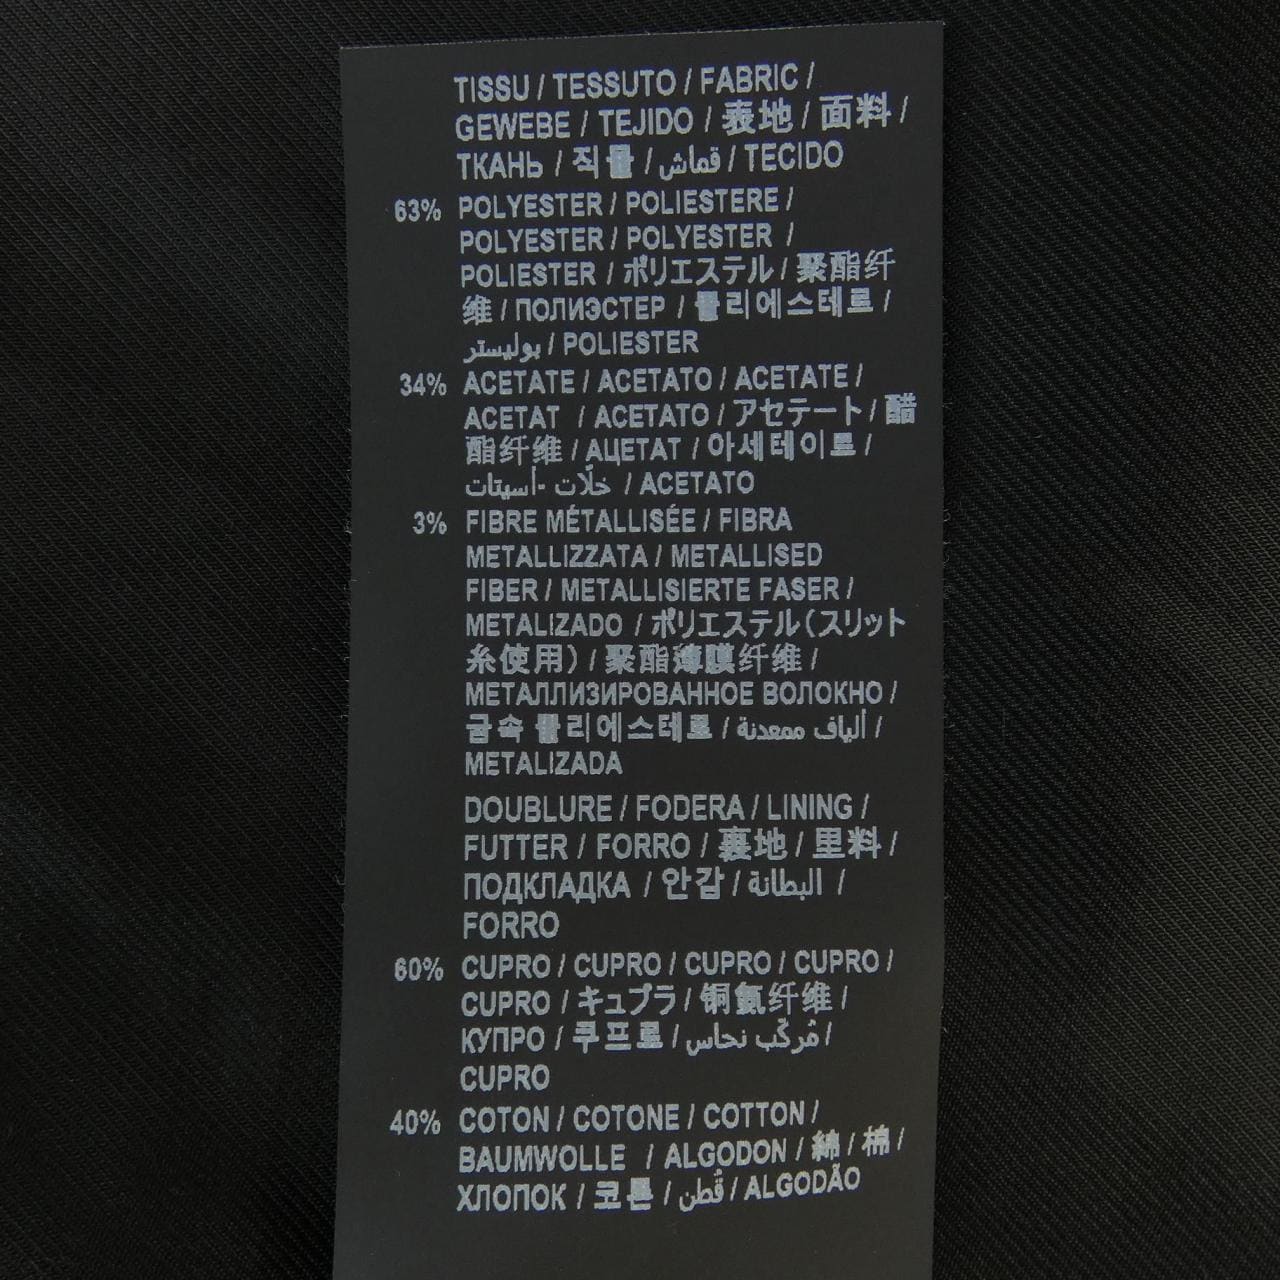 TISSU / TESSUTO / FABRIC /
GEWEBE / TEJIDO / 表地 / 面料 /
ТКАНЬ / 직물 / قماش / TECIDO
63% POLYESTER / POLIESTERE /
POLYESTER / POLYESTER /
POLIESTER / ポリエステル / 聚酯纤
维 / ПОЛИЭСТЕР / 폴리에스테르 /
بوليستر / POLIESTER
34% ACETATE / ACETATO / ACETATE /
ACETAT / ACETATO / アセテート / 醋
酯纤维 / АЦЕТАТ / 아세테이트 /
خلّات -أسيتات / ACETATO
3% FIBRE MÉTALLISÉE / FIBRA
METALLIZZATA / METALLISED
FIBER / METALLISIERTE FASER /
METALIZADO / ポリエステル(スリット
糸使用) / 聚酯薄膜纤维 /
МЕТАЛЛИЗИРОВАННОЕ ВОЛОКНО /
금속 폴리에스테르 / ألياف ممعدنة /
METALIZADA
DOUBLURE / FODERA / LINING /
FUTTER / FORRO / 裏地 / 里料 /
ПОДКЛАДКА / 안감 / البطانة /
FORRO
60% CUPRO / CUPRO / CUPRO / CUPRO /
CUPRO / キュプラ / 铜氨纤维 /
КУПРО / 쿠프로 / مُركّب نحاس /
CUPRO
40% COTON / COTONE / COTTON /
BAUMWOLLE / ALGODON / 綿 / 棉 /
ХЛОПОК / 코튼 / قُطن / ALGODÃO